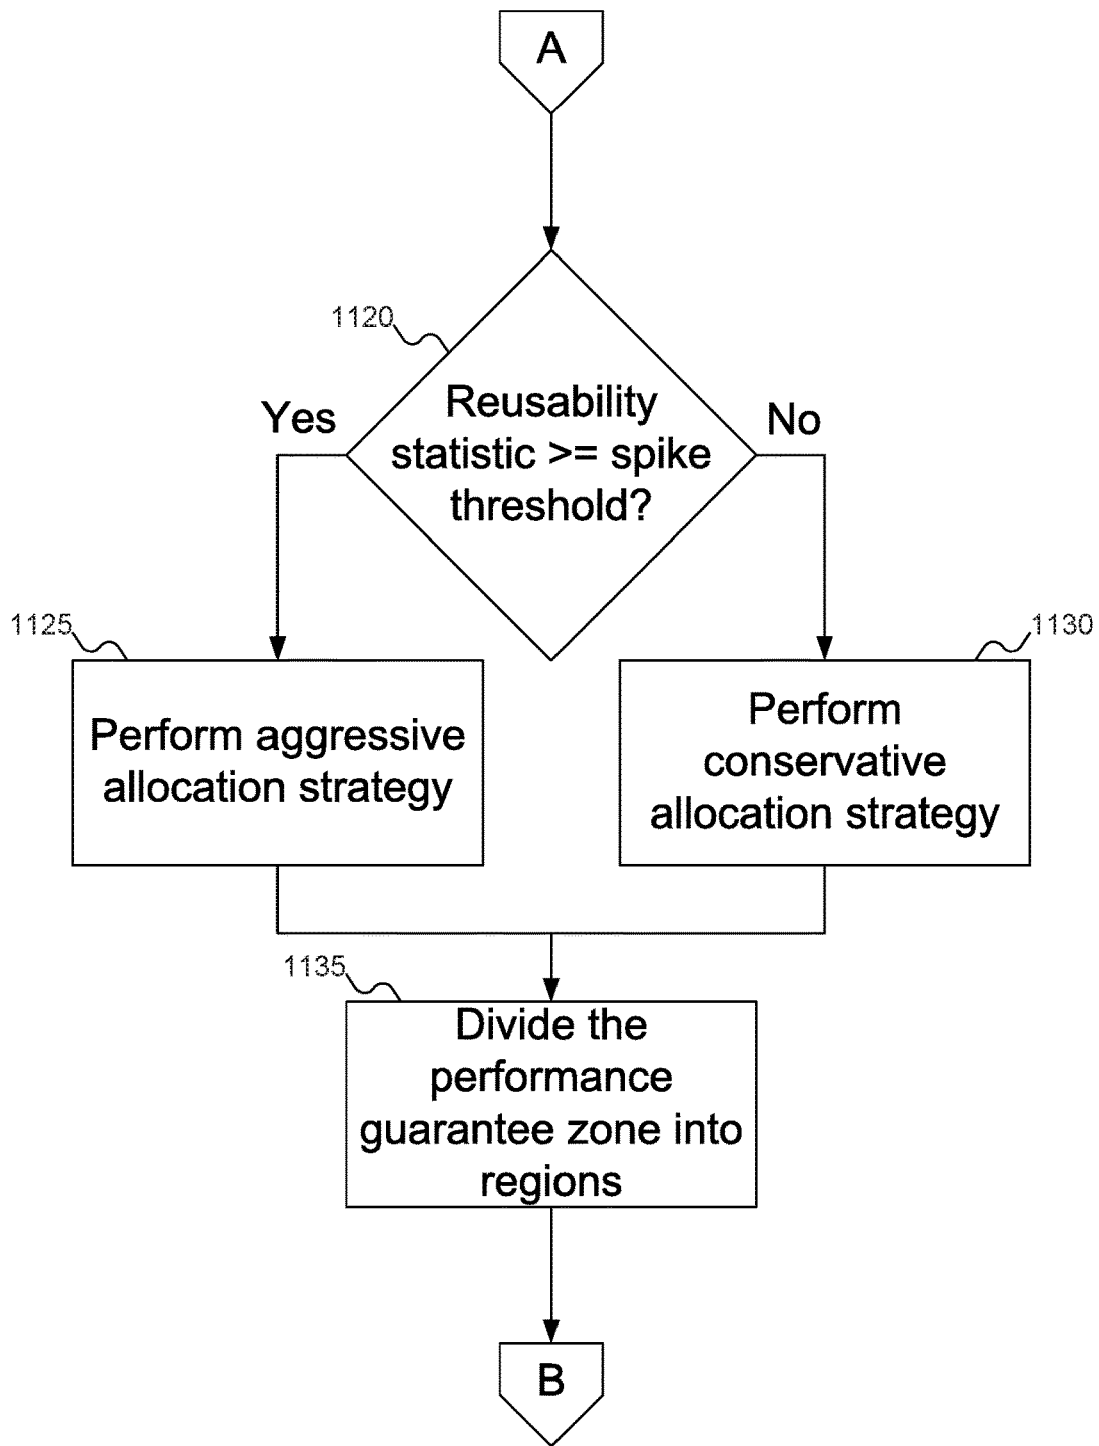 A
1120
Reusability
statistic >= spike
threshold?
Yes
No
1125
Perform aggressive
allocation strategy
1130
Perform
conservative
allocation strategy
1135
Divide the
performance
guarantee zone into
regions
B